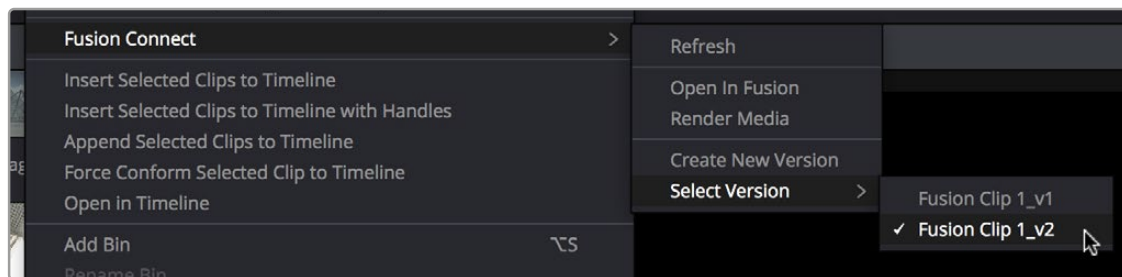 Fusion Connect >
Insert Selected Clips to Timeline
Insert Selected Clips to Timeline with Handles
Append Selected Clips to Timeline
Force Conform Selected Clip to Timeline
Open in Timeline
Add Bin ⌥S
Rename Bin
Refresh
Open In Fusion
Render Media
Create New Version
Select Version >
Fusion Clip 1_v1
✓ Fusion Clip 1_v2